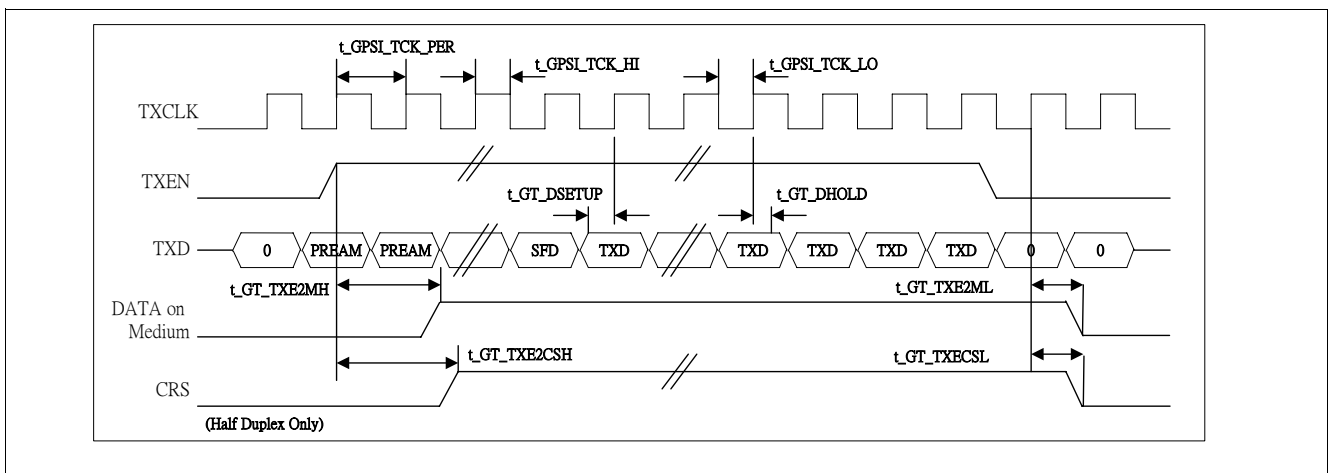 t_GPSI_TCK_PER
t_GPSI_TCK_HI
t_GPSI_TCK_LO
TXCLK
TXEN
t_GT_DSETUP
t_GT_DHOLD
TXD
0
PREAM
PREAM
SFD
TXD
TXD
TXD
TXD
TXD
0
0
t_GT_TXE2MH
t_GT_TXE2ML
DATA on
Medium
t_GT_TXE2CSH
t_GT_TXECSL
CRS
(Half Duplex Only)